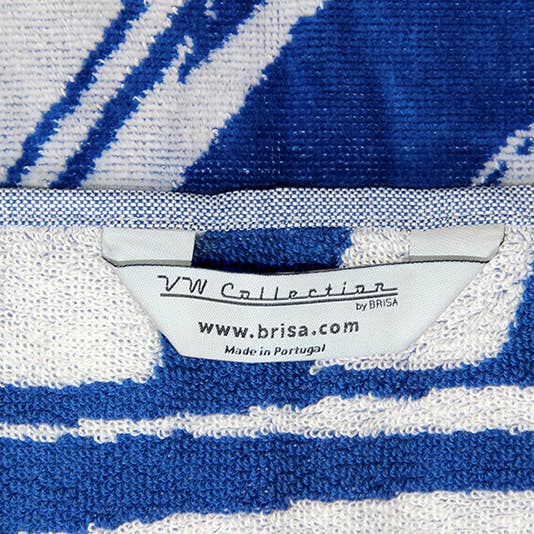 VW Collection
by BRISA
www.brisa.com
Made in Portugal